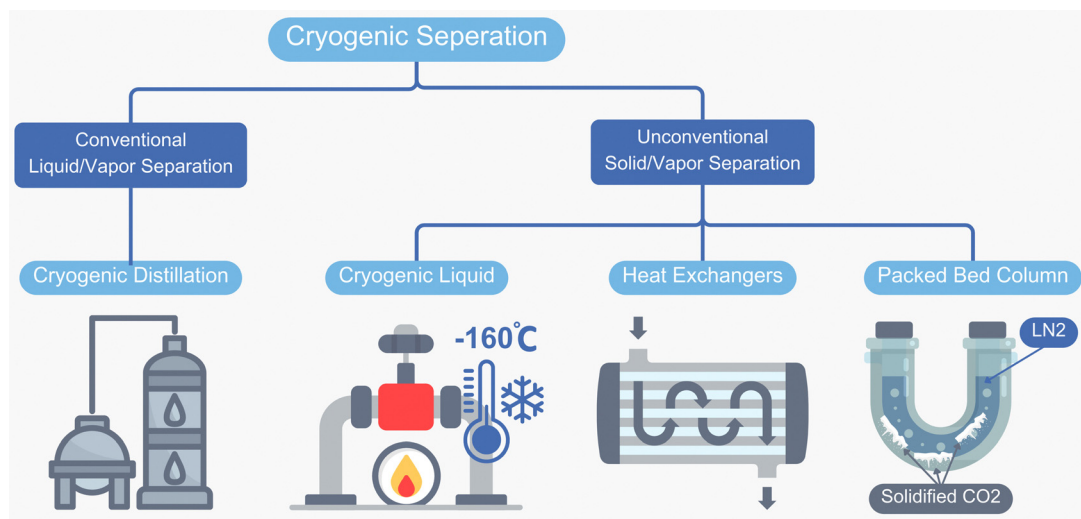 Cryogenic Seperation
Conventional
Liquid/Vapor Separation
Unconventional
Solid/Vapor Separation
Cryogenic Distillation
Cryogenic Liquid
Heat Exchangers
Packed Bed Column
-160℃
LN2
Solidified CO2